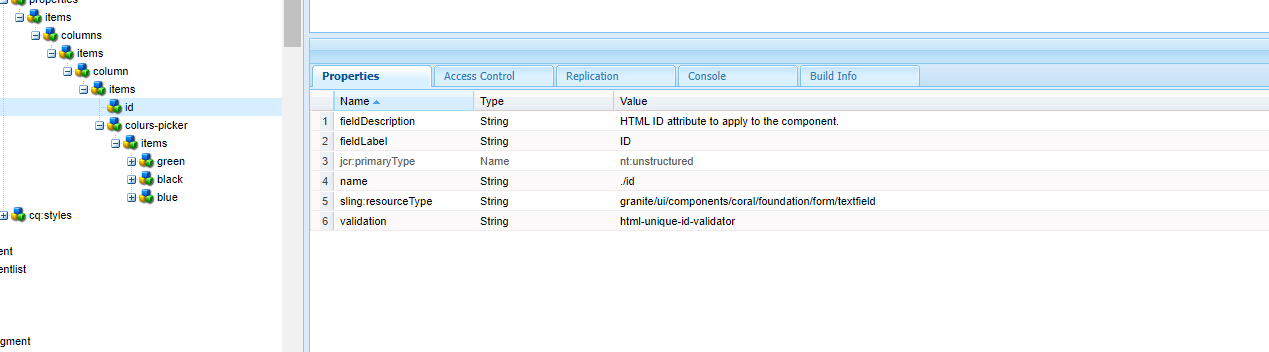 properties
items
columns
items
column
items
id
colurs-picker
items
green
black
blue
cq:styles
ent
entlist
gment
Properties Access Control Replication Console Build Info
Name Type Value
1 fieldDescription String HTML ID attribute to apply to the component.
2 fieldLabel String ID
3 jcr:primaryType Name nt:unstructured
4 name String ./id
5 sling:resourceType String granite/ui/components/coral/foundation/form/textfield
6 validation String html-unique-id-validator